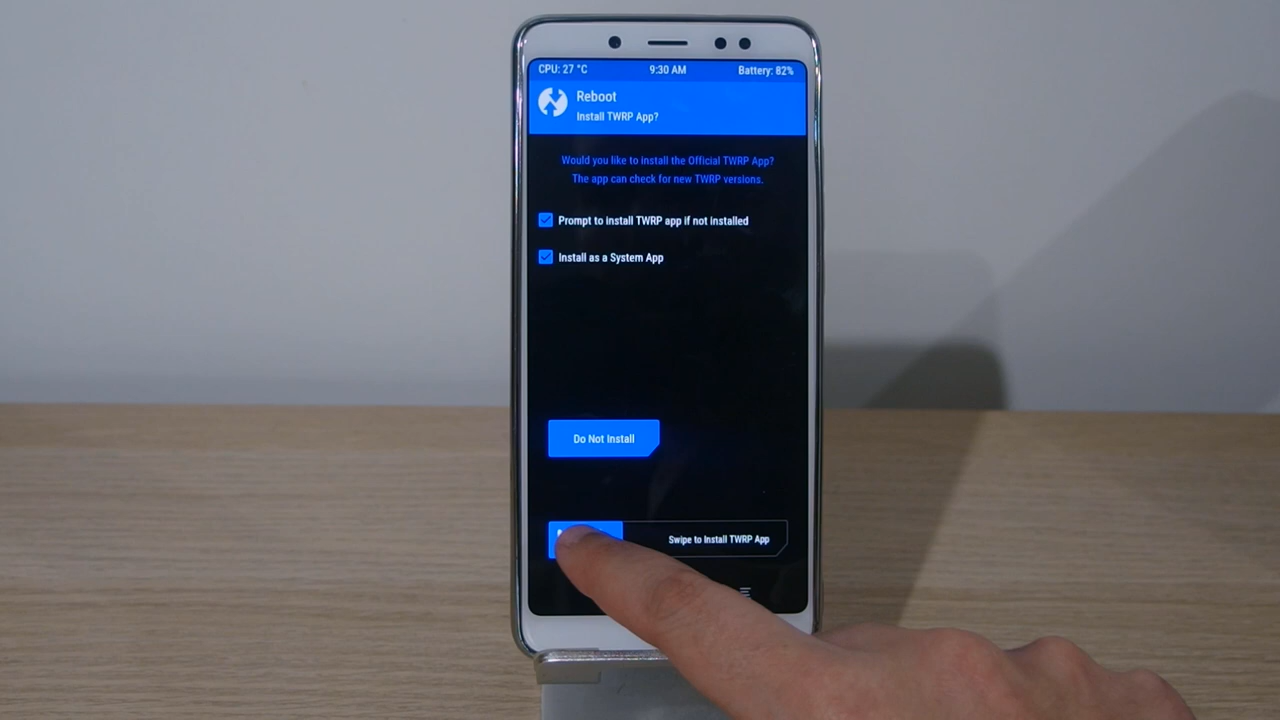 CPU: 27 °C 9:30 AM Battery: 82%
Reboot
Install TWRP App?
Would you like to install the Official TWRP App?
The app can check for new TWRP versions.
Prompt to install TWRP app if not installed
Install as a System App
Do Not Install
Swipe to Install TWRP App